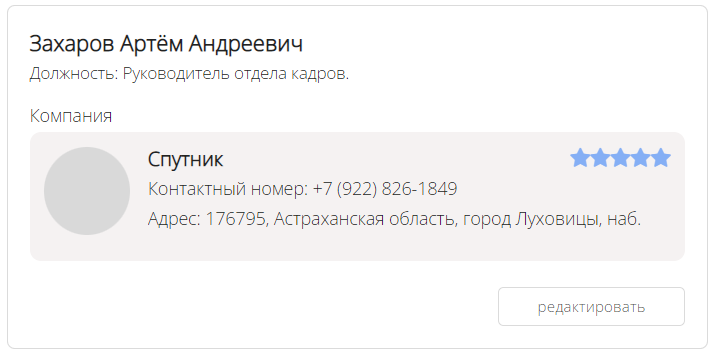 Захаров Артём Андреевич
Должность: Руководитель отдела кадров.
Компания
Спутник
Контактный номер: +7 (922) 826-1849
Адрес: 176795, Астраханская область, город Луховицы, наб.
редактировать